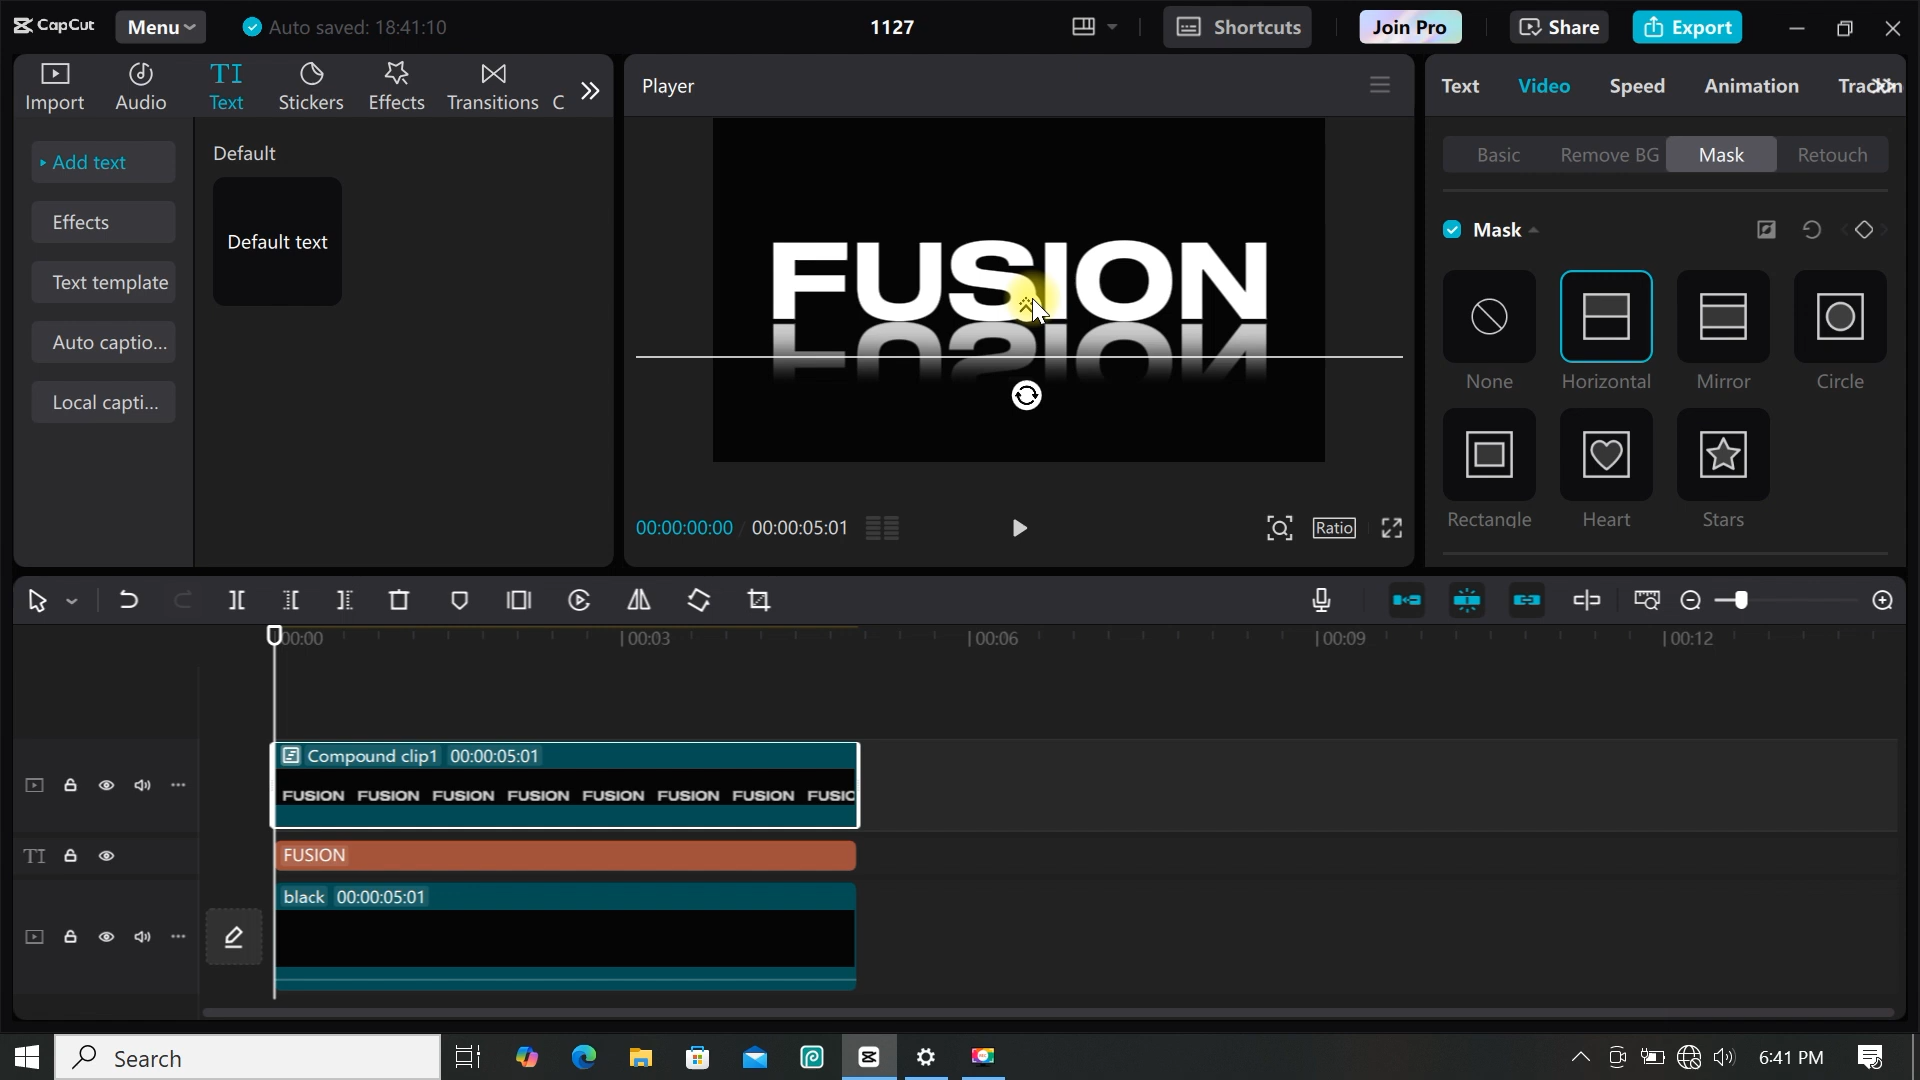 CapCut Menu Auto saved: 18:41:10 1127 Shortcuts Join Pro Share Export
Import Audio Text Stickers Effects Transitions C
Player
Text Video Speed Animation
Add text
Effects
Text template
Auto captio...
Local capti...
Default
Default text
FUSION
FUSION
00:00:00:00 00:00:05:01
Ratio
Basic Remove BG Mask Retouch
Mask
None Horizontal Mirror Circle
Rectangle Heart Stars
00:00 00:03 00:06 00:09 00:12
Compound clip1 00:00:05:01
FUSION FUSION FUSION FUSION FUSION FUSION FUSION FUSIO
TI FUSION
black 00:00:05:01
Search 6:41 PM